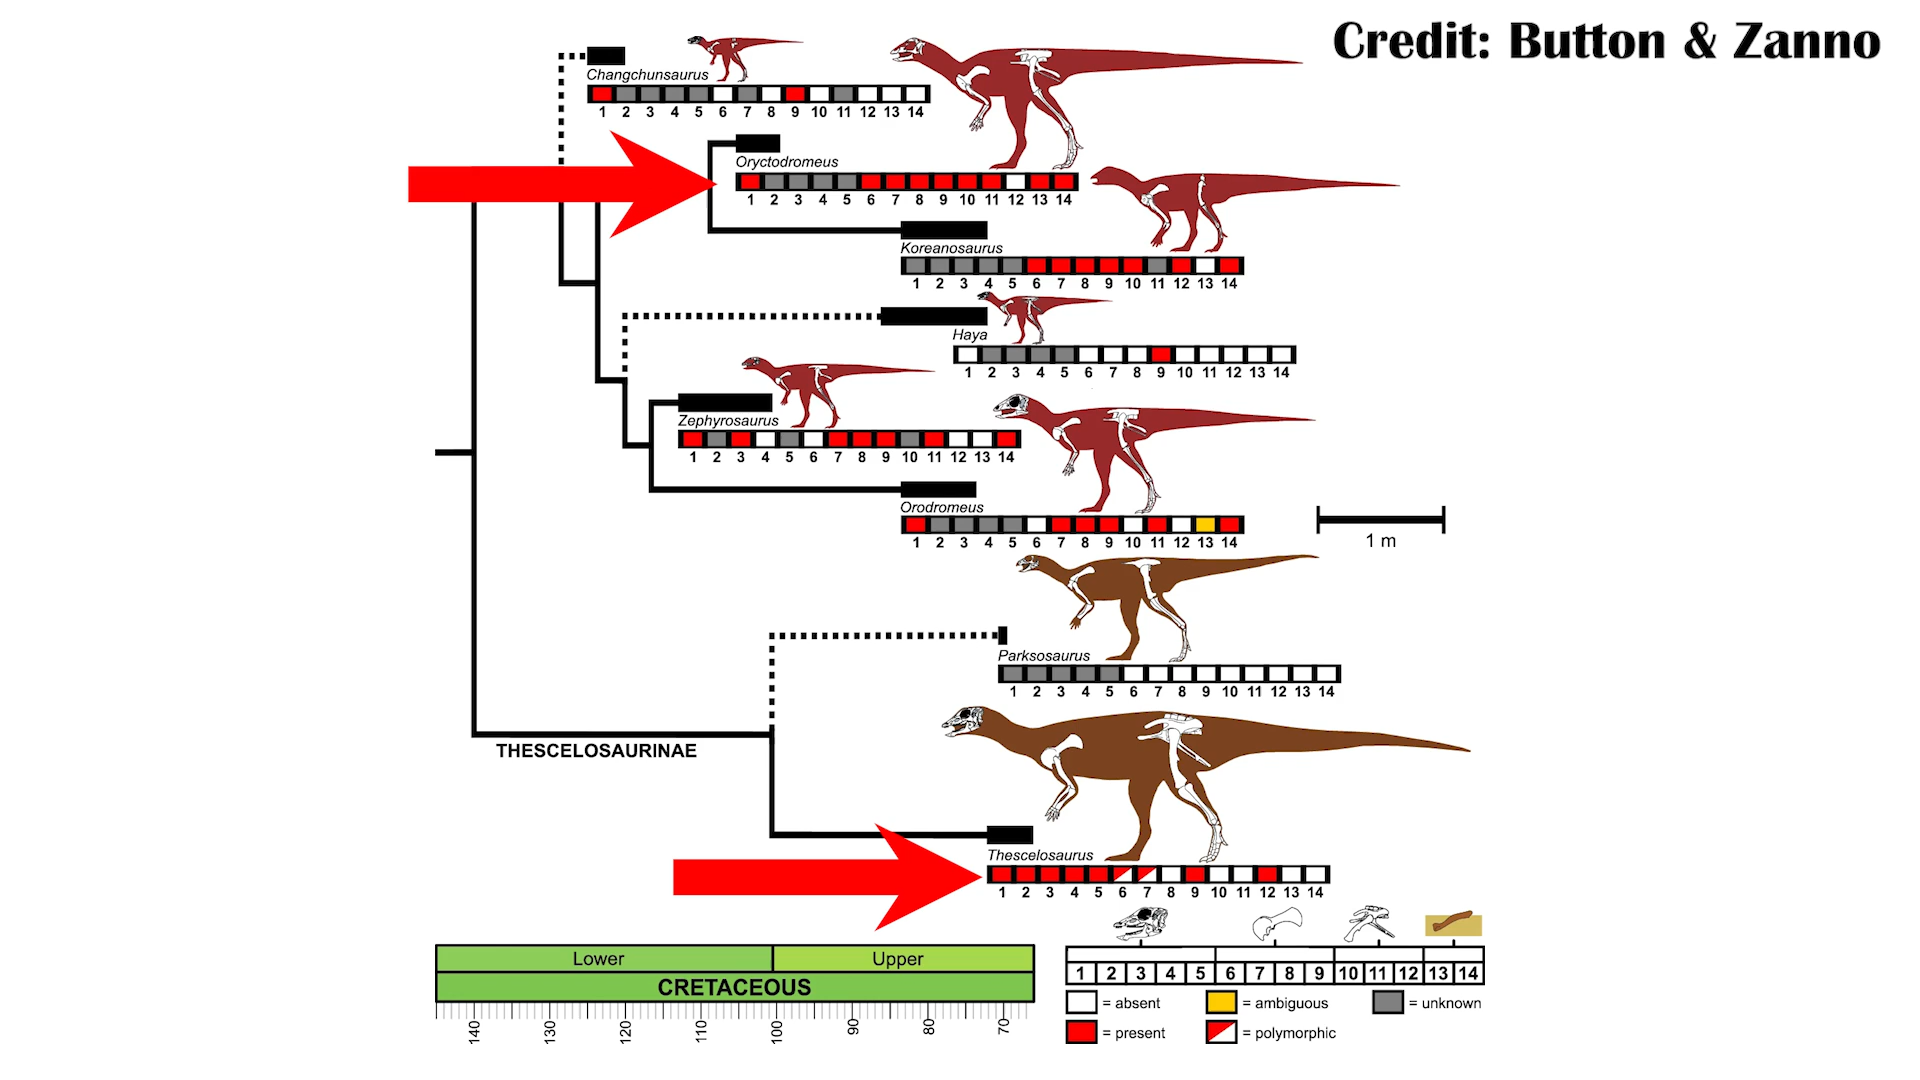 Credit: Button & Zanno
Changchunsaurus
1 2 3 4 5 6 7 8 9 10 11 12 13 14
Oryctodromeus
1 2 3 4 5 6 7 8 9 10 11 12 13 14
Koreanosaurus
1 2 3 4 5 6 7 8 9 10 11 12 13 14
Haya
1 2 3 4 5 6 7 8 9 10 11 12 13 14
Zephyrosaurus
1 2 3 4 5 6 7 8 9 10 11 12 13 14
Orodromeus
1 2 3 4 5 6 7 8 9 10 11 12 13 14
1 m
Parksosaurus
1 2 3 4 5 6 7 8 9 10 11 12 13 14
THESCELOSAURINAE
Thescelosaurus
1 2 3 4 5 6 7 8 9 10 11 12 13 14
Lower Upper
CRETACEOUS
140 130 120 110 100 90 80 70
1 2 3 4 5 6 7 8 9 10 11 12 13 14
= absent = ambiguous = unknown
= present = polymorphic